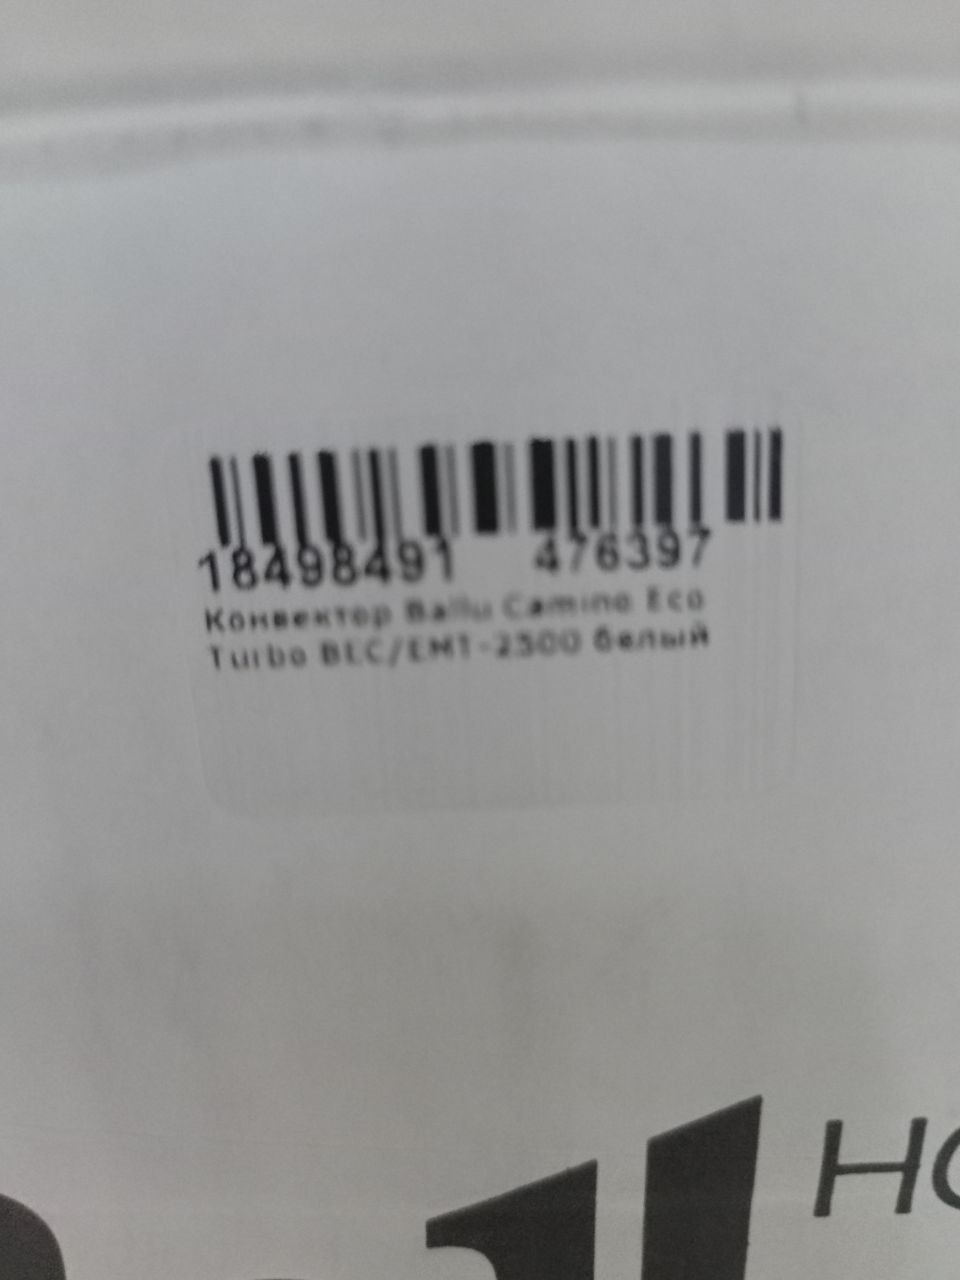 18498491 476397
Конвектор Ballu Camino Eco
Turbo BEC/EMT-2500 белый